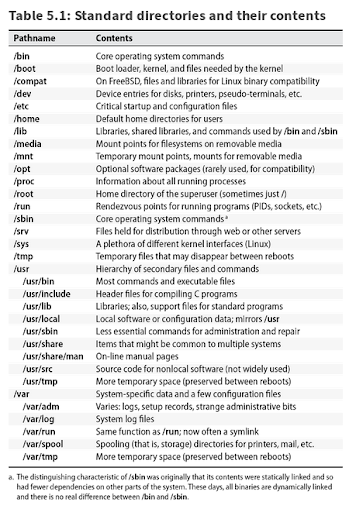 Table 5.1: Standard directories and their contents
Pathname Contents
/bin Core operating system commands
/boot Boot loader, kernel, and files needed by the kernel
/compat On FreeBSD, files and libraries for Linux binary compatibility
/dev Device entries for disks, printers, pseudo-terminals, etc.
/etc Critical startup and configuration files
/home Default home directories for users
/lib Libraries, shared libraries, and commands used by /bin and /sbin
/media Mount points for filesystems on removable media
/mnt Temporary mount points, mounts for removable media
/opt Optional software packages (rarely used, for compatibility)
/proc Information about all running processes
/root Home directory of the superuser (sometimes just /)
/run Rendezvous points for running programs (PIDs, sockets, etc.)
/sbin Core operating system commands a
/srv Files held for distribution through web or other servers
/sys A plethora of different kernel interfaces (Linux)
/tmp Temporary files that may disappear between reboots
/usr Hierarchy of secondary files and commands
/usr/bin Most commands and executable files
/usr/include Header files for compiling C programs
/usr/lib Libraries; also, support files for standard programs
/usr/local Local software or configuration data; mirrors /usr
/usr/sbin Less essential commands for administration and repair
/usr/share Items that might be common to multiple systems
/usr/share/man On-line manual pages
/usr/src Source code for nonlocal software (not widely used)
/usr/tmp More temporary space (preserved between reboots)
/var System-specific data and a few configuration files
/var/adm Varies: logs, setup records, strange administrative bits
/var/log System log files
/var/run Same function as /run; now often a symlink
/var/spool Spooling (that is, storage) directories for printers, mail, etc.
/var/tmp More temporary space (preserved between reboots)
a. The distinguishing characteristic of /sbin was originally that its contents were statically linked and so
had fewer dependencies on other parts of the system. These days, all binaries are dynamically linked
and there is no real difference between /bin and /sbin.